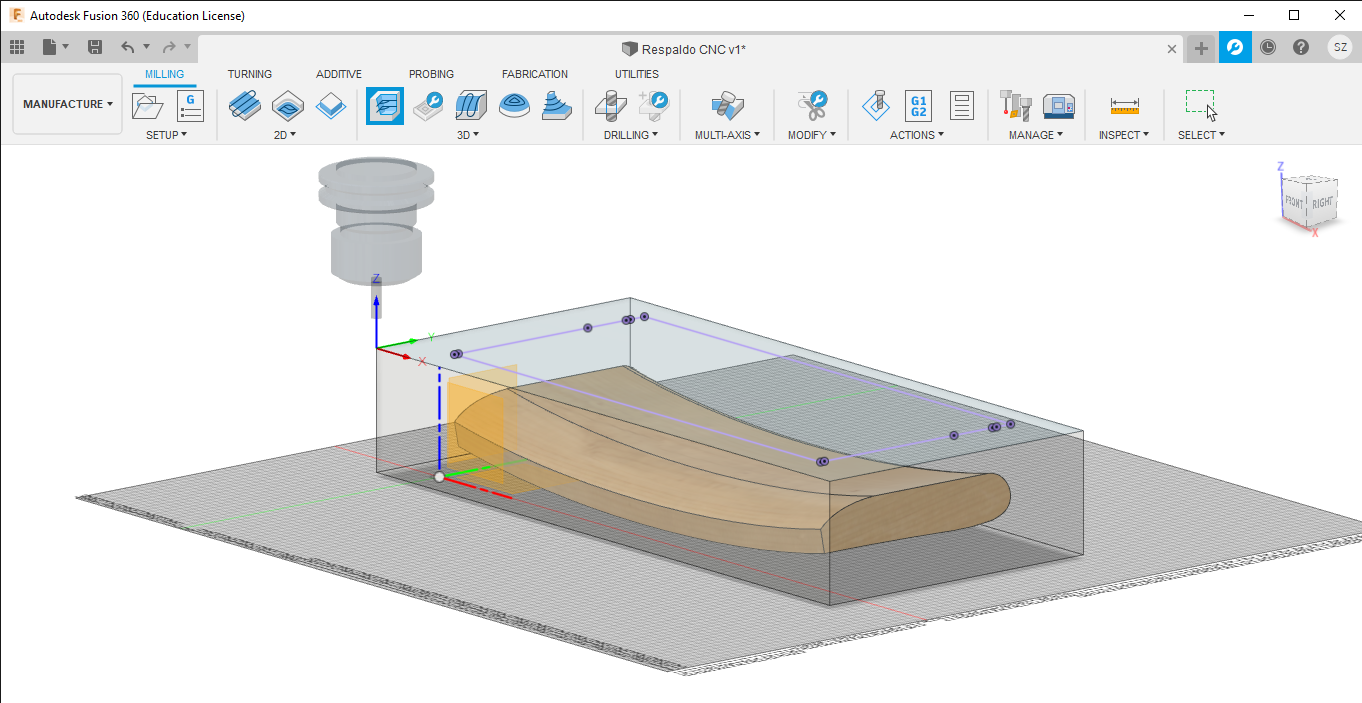 Autodesk Fusion 360 (Education License)
Respaldo CNC v1*
SZ
MILLING TURNING ADDITIVE PROBING FABRICATION UTILITIES
MANUFACTURE
G
G1
G2
SETUP 2D 3D DRILLING MULTI-AXIS MODIFY ACTIONS MANAGE INSPECT SELECT
Z
FRONT RIGHT
X
Z
Y
X